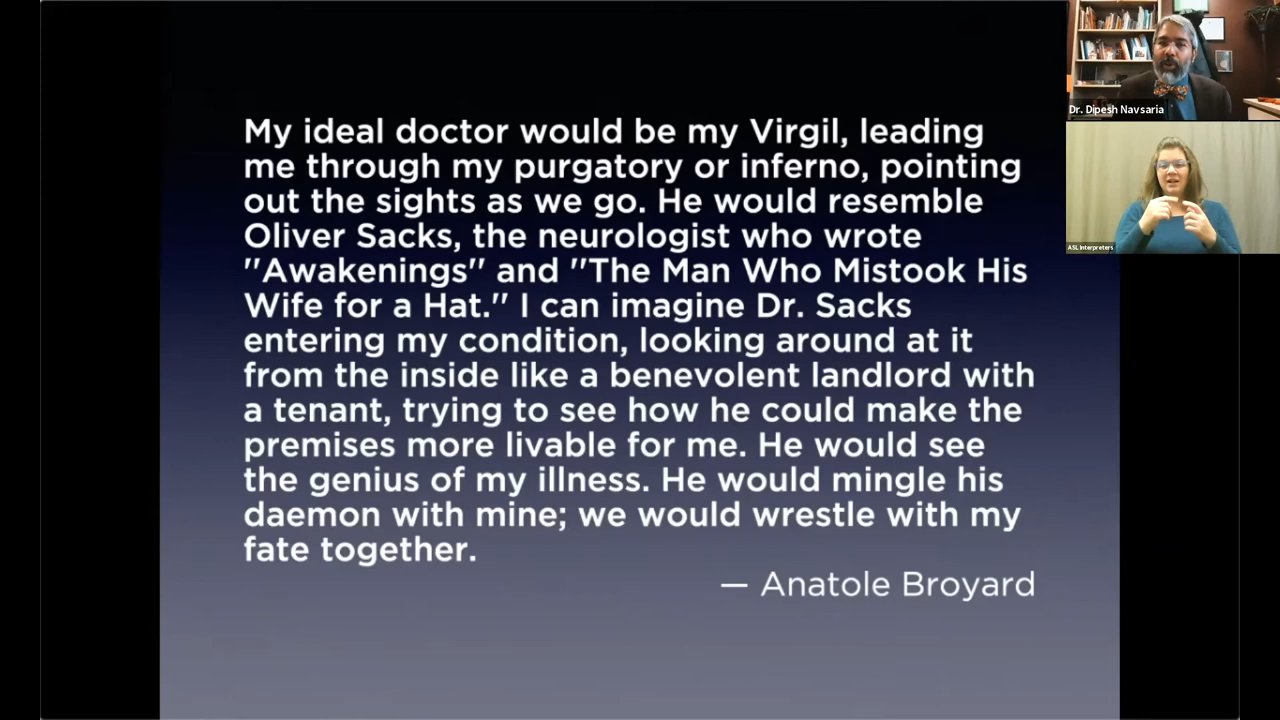 My ideal doctor would be my Virgil, leading
me through my purgatory or inferno, pointing
out the sights as we go. He would resemble
Oliver Sacks, the neurologist who wrote
"Awakenings" and "The Man Who Mistook His
Wife for a Hat." I can imagine Dr. Sacks
entering my condition, looking around at it
from the inside like a benevolent landlord with
a tenant, trying to see how he could make the
premises more livable for me. He would see
the genius of my illness. He would mingle his
daemon with mine; we would wrestle with my
fate together.
— Anatole Broyard
Dr. Dipesh Navsaria
ASL Interpreters